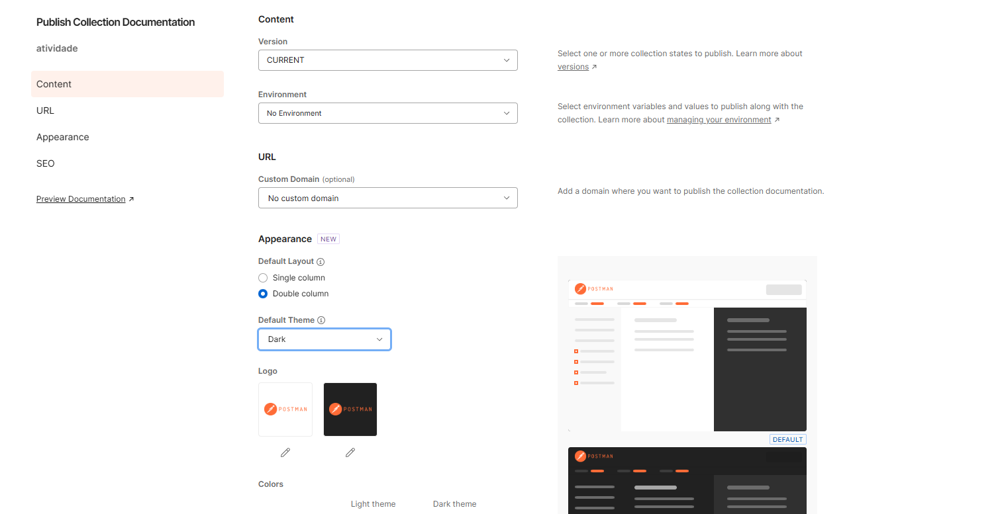 Publish Collection Documentation
atividade
Content
URL
Appearance
SEO
Preview Documentation ↗
Content
Version
CURRENT
Select one or more collection states to publish. Learn more about
versions ↗
Environment
No Environment
Select environment variables and values to publish along with the
collection. Learn more about managing your environment ↗
URL
Custom Domain (optional)
No custom domain
Add a domain where you want to publish the collection documentation.
Appearance NEW
Default Layout
Single column
Double column
Default Theme
Dark
Logo
POSTMAN
POSTMAN
Colors
Light theme
Dark theme
POSTMAN
DEFAULT
POSTMAN